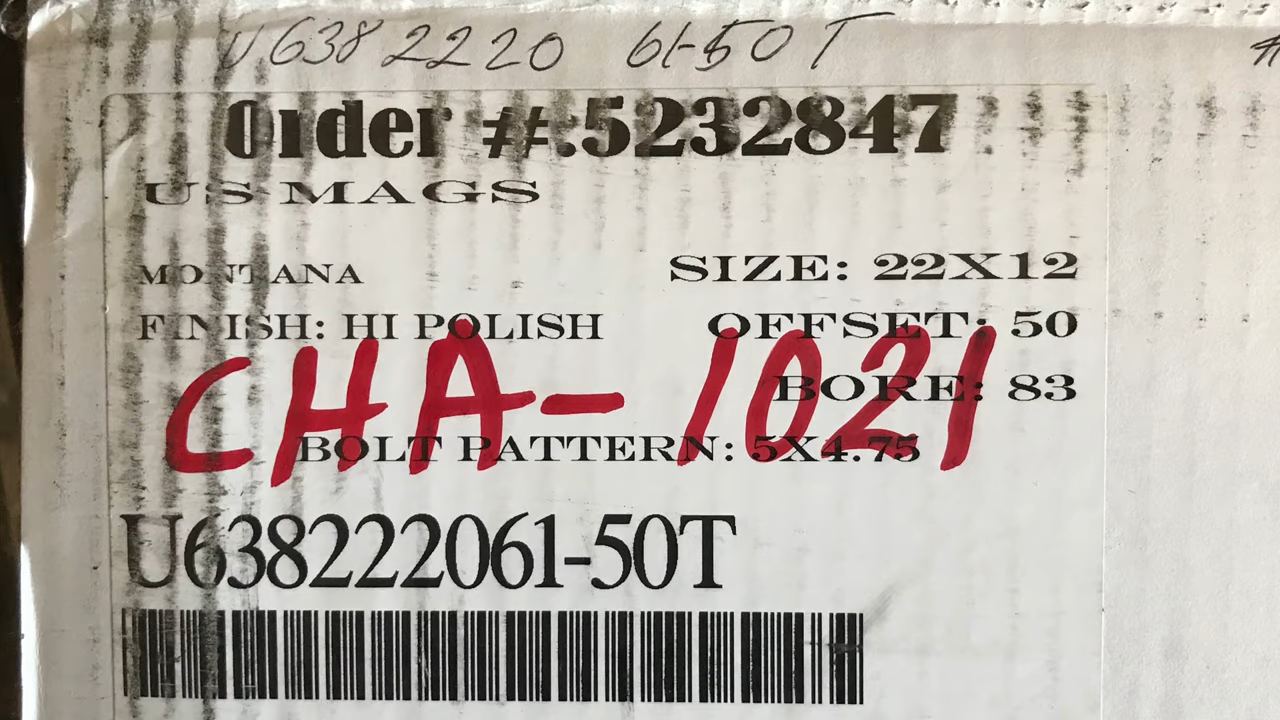 U638 2220 61-50T
Order #:5232847
US MAGS
MONTANA
SIZE: 22X12
FINISH: HI POLISH
OFFSET: 50
BORE: 83
CHA-1021
BOLT PATTERN: 5X4.75
U638222061-50T